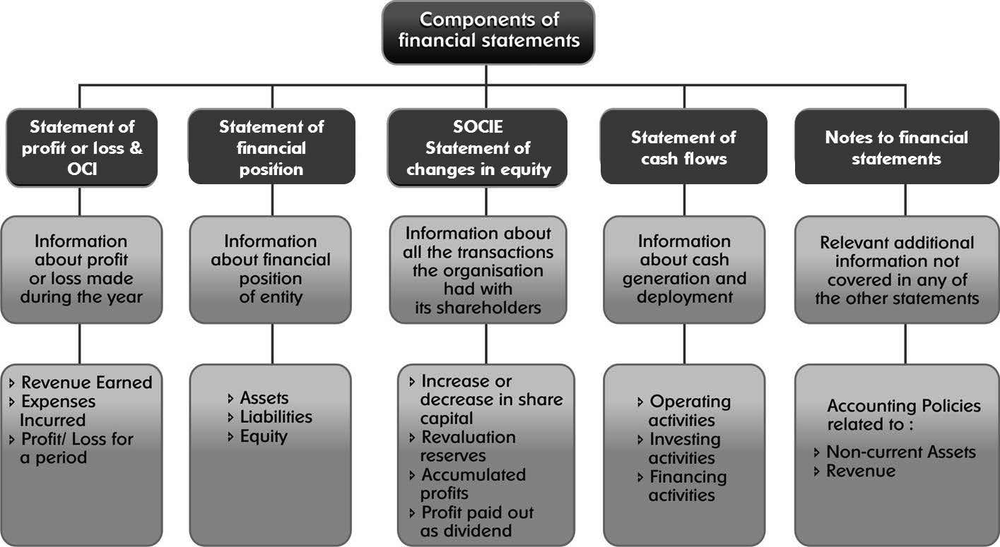 Components of
financial statements
Statement of
profit or loss &
OCI
Information
about profit
or loss made
during the year
▹ Revenue Earned
▹ Expenses
Incurred
▹ Profit/ Loss for
a period
Statement of
financial
position
Information
about financial
position
of entity
▹ Assets
▹ Liabilities
▹ Equity
SOCIE
Statement of
changes in equity
Information about
all the transactions
the organisation
had with
its shareholders
▹ Increase or
decrease in share
capital
▹ Revaluation
reserves
▹ Accumulated
profits
▹ Profit paid out
as dividend
Statement of
cash flows
Information
about cash
generation and
deployment
▹ Operating
activities
▹ Investing
activities
▹ Financing
activities
Notes to financial
statements
Relevant additional
information not
covered in any of
the other statements
Accounting Policies
related to :
▹ Non-current Assets
▹ Revenue